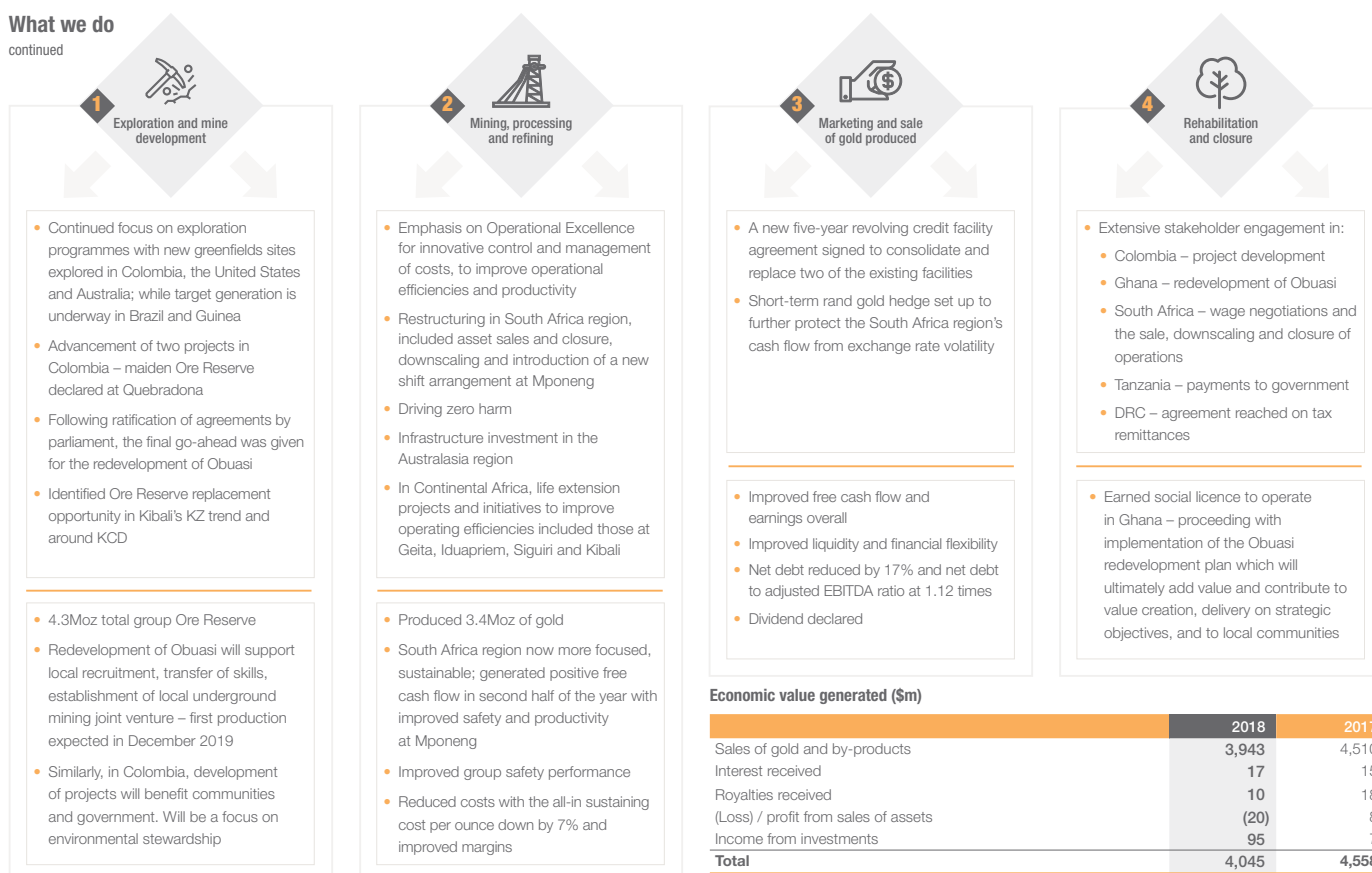 What we do
continued
1
Exploration and mine
development
• Continued focus on exploration
programmes with new greenfields sites
explored in Colombia, the United States
and Australia; while target generation is
underway in Brazil and Guinea
• Advancement of two projects in
Colombia – maiden Ore Reserve
declared at Quebradona
• Following ratification of agreements by
parliament, the final go-ahead was given
for the redevelopment of Obuasi
• Identified Ore Reserve replacement
opportunity in Kibali's KZ trend and
around KCD
• 4.3Moz total group Ore Reserve
• Redevelopment of Obuasi will support
local recruitment, transfer of skills,
establishment of local underground
mining joint venture – first production
expected in December 2019
• Similarly, in Colombia, development
of projects will benefit communities
and government. Will be a focus on
environmental stewardship
2
Mining, processing
and refining
• Emphasis on Operational Excellence
for innovative control and management
of costs, to improve operational
efficiencies and productivity
• Restructuring in South Africa region,
included asset sales and closure,
downscaling and introduction of a new
shift arrangement at Mponeng
• Driving zero harm
• Infrastructure investment in the
Australasia region
• In Continental Africa, life extension
projects and initiatives to improve
operating efficiencies included those at
Geita, Iduapriem, Siguiri and Kibali
• Produced 3.4Moz of gold
• South Africa region now more focused,
sustainable; generated positive free
cash flow in second half of the year with
improved safety and productivity
at Mponeng
• Improved group safety performance
• Reduced costs with the all-in sustaining
cost per ounce down by 7% and
improved margins
3
$
Marketing and sale
of gold produced
• A new five-year revolving credit facility
agreement signed to consolidate and
replace two of the existing facilities
• Short-term rand gold hedge set up to
further protect the South Africa region's
cash flow from exchange rate volatility
• Improved free cash flow and
earnings overall
• Improved liquidity and financial flexibility
• Net debt reduced by 17% and net debt
to adjusted EBITDA ratio at 1.12 times
• Dividend declared
4
Rehabilitation
and closure
• Extensive stakeholder engagement in:
• Colombia – project development
• Ghana – redevelopment of Obuasi
• South Africa – wage negotiations and
the sale, downscaling and closure of
operations
• Tanzania – payments to government
• DRC – agreement reached on tax
remittances
• Earned social licence to operate
in Ghana – proceeding with
implementation of the Obuasi
redevelopment plan which will
ultimately add value and contribute to
value creation, delivery on strategic
objectives, and to local communities
Economic value generated ($m)
2018 2017
Sales of gold and by-products 3,943 4,510
Interest received 17 15
Royalties received 10 18
(Loss) / profit from sales of assets (20) 8
Income from investments 95 7
Total 4,045 4,558